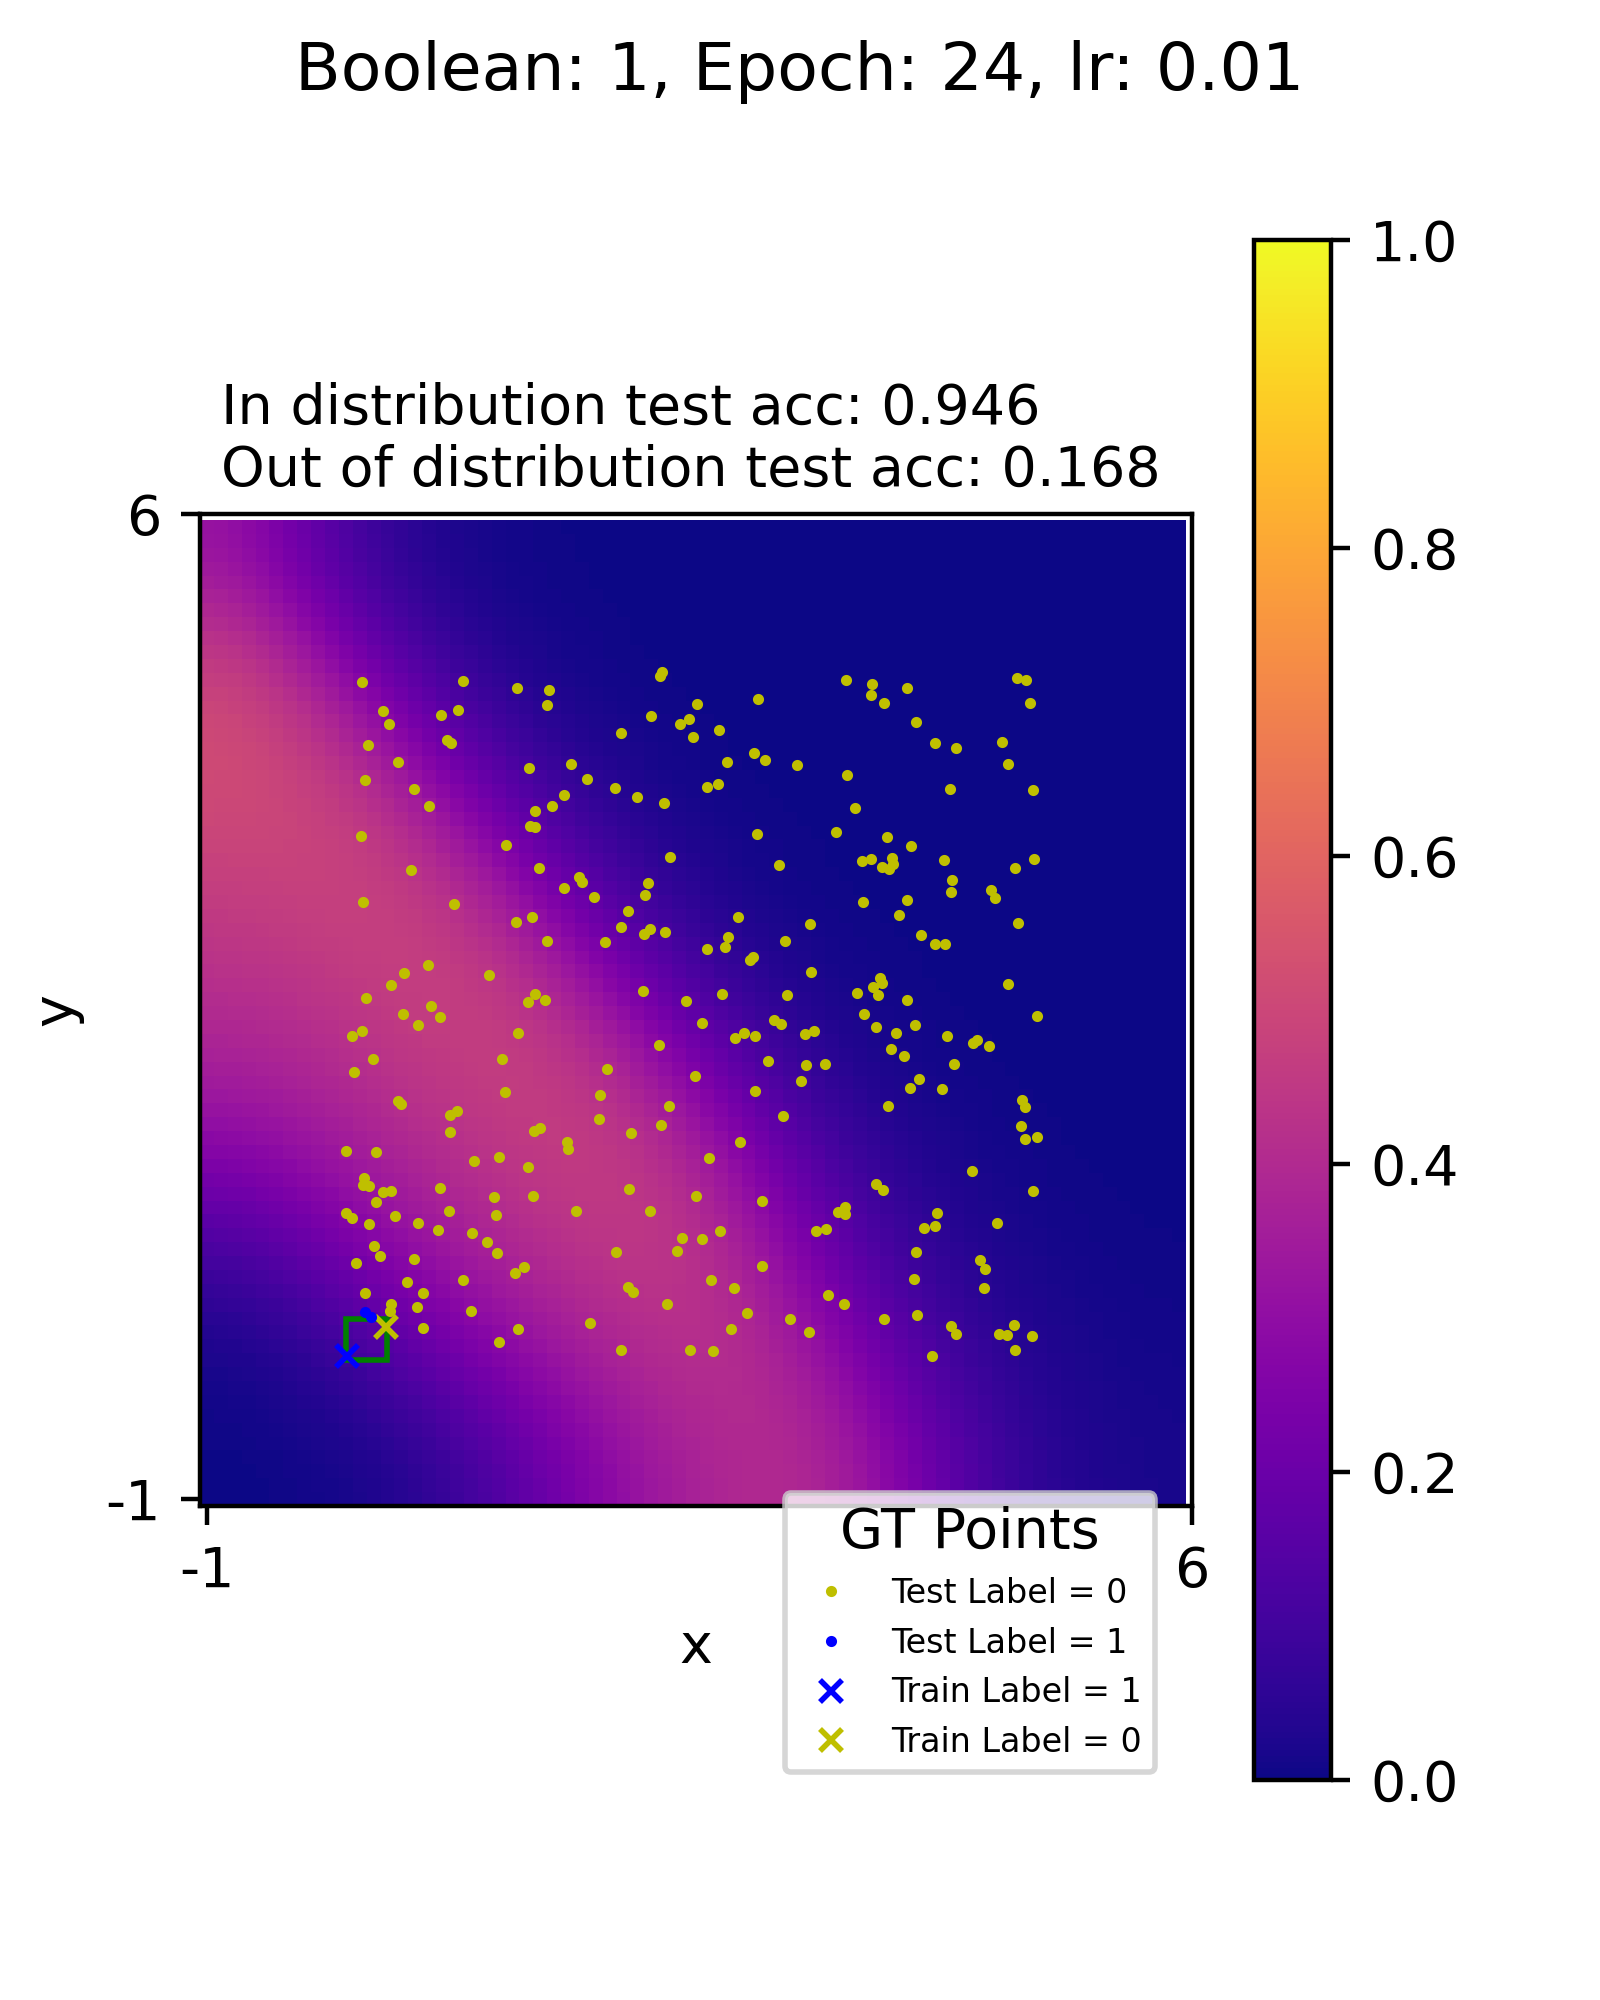 Boolean: 1, Epoch: 24, lr: 0.01
In distribution test acc: 0.946
Out of distribution test acc: 0.168
6
y
-1
-1
6
x
GT Points
Test Label = 0
Test Label = 1
Train Label = 1
Train Label = 0
1.0
0.8
0.6
0.4
0.2
0.0